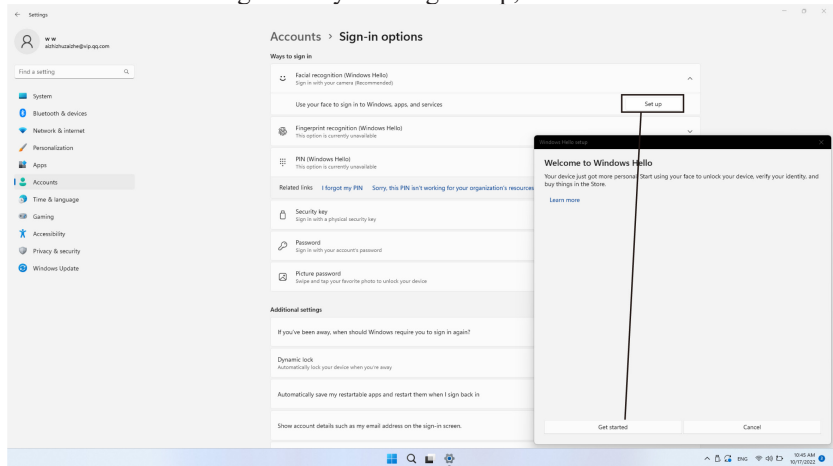 Settings
w w
aizhizhuzaizhe@vip.qq.com
Find a setting
System
Bluetooth & devices
Network & internet
Personalization
Apps
Accounts
Time & language
Gaming
Accessibility
Privacy & security
Windows Update
Accounts > Sign-in options
Ways to sign in
Facial recognition (Windows Hello)
Sign in with your camera (Recommended)
Use your face to sign in to Windows, apps, and services
Set up
Fingerprint recognition (Windows Hello)
This option is currently unavailable
PIN (Windows Hello)
This option is currently unavailable
Related links I forgot my PIN Sorry, this PIN isn't working for your organization's resources
Security key
Sign in with a physical security key
Password
Sign in with your account's password
Picture password
Swipe and tap your favorite photo to unlock your device
Additional settings
If you've been away, when should Windows require you to sign in again?
Dynamic lock
Automatically lock your device when you're away
Automatically save my restartable apps and restart them when I sign back in
Show account details such as my email address on the sign-in screen.
Windows Hello setup
Welcome to Windows Hello
Your device just got more personal. Start using your face to unlock your device, verify your identity, and
buy things in the Store.
Learn more
Get started
Cancel
ENG
10:45 AM
10/17/2022